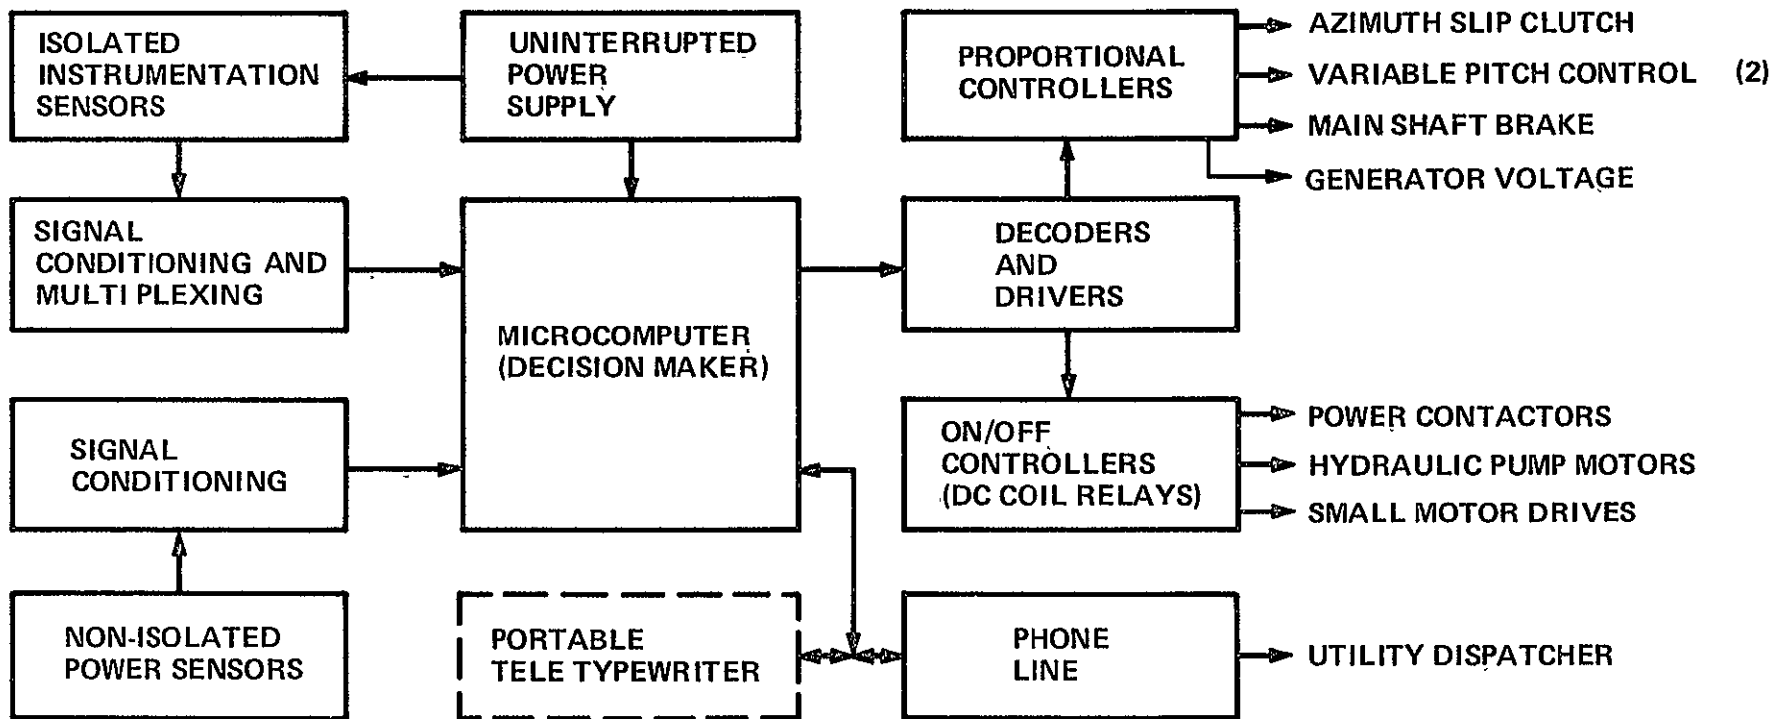 ISOLATED
INSTRUMENTATION
SENSORS
UNINTERRUPTED
POWER
SUPPLY
PROPORTIONAL
CONTROLLERS
AZIMUTH SLIP CLUTCH
VARIABLE PITCH CONTROL (2)
MAIN SHAFT BRAKE
GENERATOR VOLTAGE
SIGNAL
CONDITIONING AND
MULTI PLEXING
MICROCOMPUTER
(DECISION MAKER)
DECODERS
AND
DRIVERS
SIGNAL
CONDITIONING
ON/OFF
CONTROLLERS
(DC COIL RELAYS)
POWER CONTACTORS
HYDRAULIC PUMP MOTORS
SMALL MOTOR DRIVES
NON-ISOLATED
POWER SENSORS
PORTABLE
TELE TYPEWRITER
PHONE
LINE
UTILITY DISPATCHER